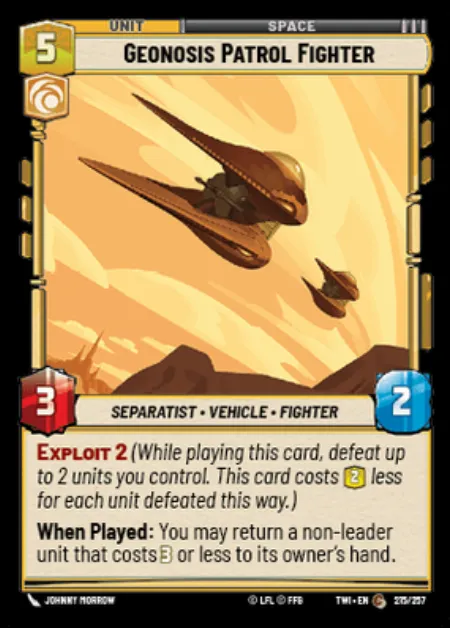 UNIT SPACE
5 GEONOSIS PATROL FIGHTER
3 SEPARATIST • VEHICLE • FIGHTER 2
EXPLOIT 2 (While playing this card, defeat up
to 2 units you control. This card costs 2 less
for each unit defeated this way.)
When Played: You may return a non-leader
unit that costs 3 or less to its owner's hand.
JOHNNY MORROW © LFL © FFG TWI • EN 215/257